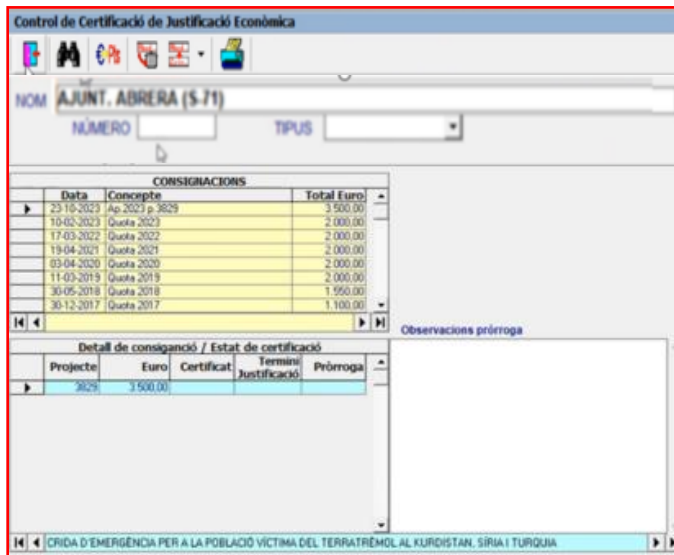 Control de Certificació de Justificació Econòmica
€ Pts
NOM AJUNT. ABRERA (S-71)
NÚMERO TIPUS
CONSIGNACIONS
Data Concepte Total Euro
23-10-2023 Ap.2023 p.3829 3.500,00
10-02-2023 Quota 2023 2.000,00
17-03-2022 Quota 2022 2.000,00
19-04-2021 Quota 2021 2.000,00
03-04-2020 Quota 2020 2.000,00
11-03-2019 Quota 2019 2.000,00
30-05-2018 Quota 2018 1.550,00
30-12-2017 Quota 2017 1.100,00
Observacions prórroga
Detall de consiganció / Estat de certificació
Projecte Euro Certificat Termini Justificació Pròrroga
3829 3.500,00
CRIDA D'EMERGÈNCIA PER A LA POBLACIÓ VÍCTIMA DEL TERRATRÈMOL AL KURDISTAN, SÍRIA I TURQUIA